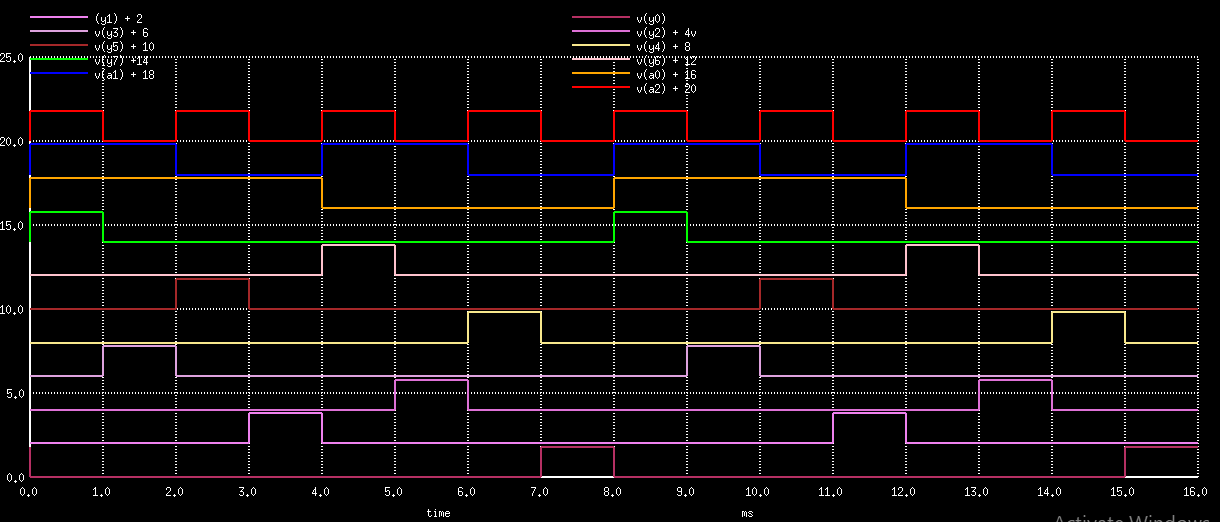 (y1) + 2 v(y0)
v(y3) + 6 v(y2) + 4v
v(y5) + 10 v(y4) + 8
v(y7) +14 v(y6) + 12
v(a1) + 18 v(a0) + 16
v(a2) + 20
25.0
20.0
15.0
10.0
5.0
0.0
0.0 1.0 2.0 3.0 4.0 5.0 6.0 7.0 8.0 9.0 10.0 11.0 12.0 13.0 14.0 15.0 16.0
time ms
Activate Windows